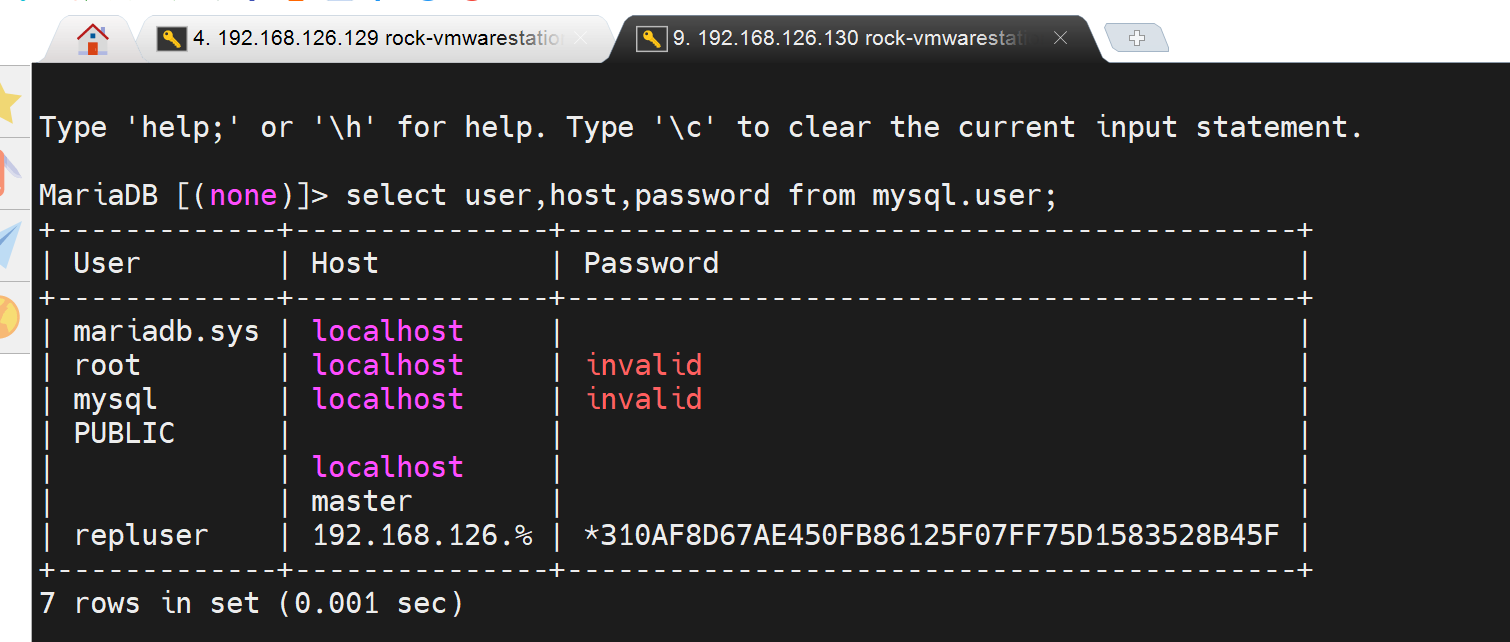 4. 192.168.126.129 rock-vmwarestation
9. 192.168.126.130 rock-vmwarestati
Type 'help;' or '\h' for help. Type '\c' to clear the current input statement.
MariaDB [(none)]> select user,host,password from mysql.user;
+-------------+---------------+-------------------------------------------+
| User        | Host          | Password                                  |
+-------------+---------------+-------------------------------------------+
| mariadb.sys | localhost     |                                           |
| root        | localhost     | invalid                                   |
| mysql       | localhost     | invalid                                   |
| PUBLIC      |               |                                           |
|             | localhost     |                                           |
|             | master        |                                           |
| repluser    | 192.168.126.% | *310AF8D67AE450FB86125F07FF75D1583528B45F |
+-------------+---------------+-------------------------------------------+
7 rows in set (0.001 sec)